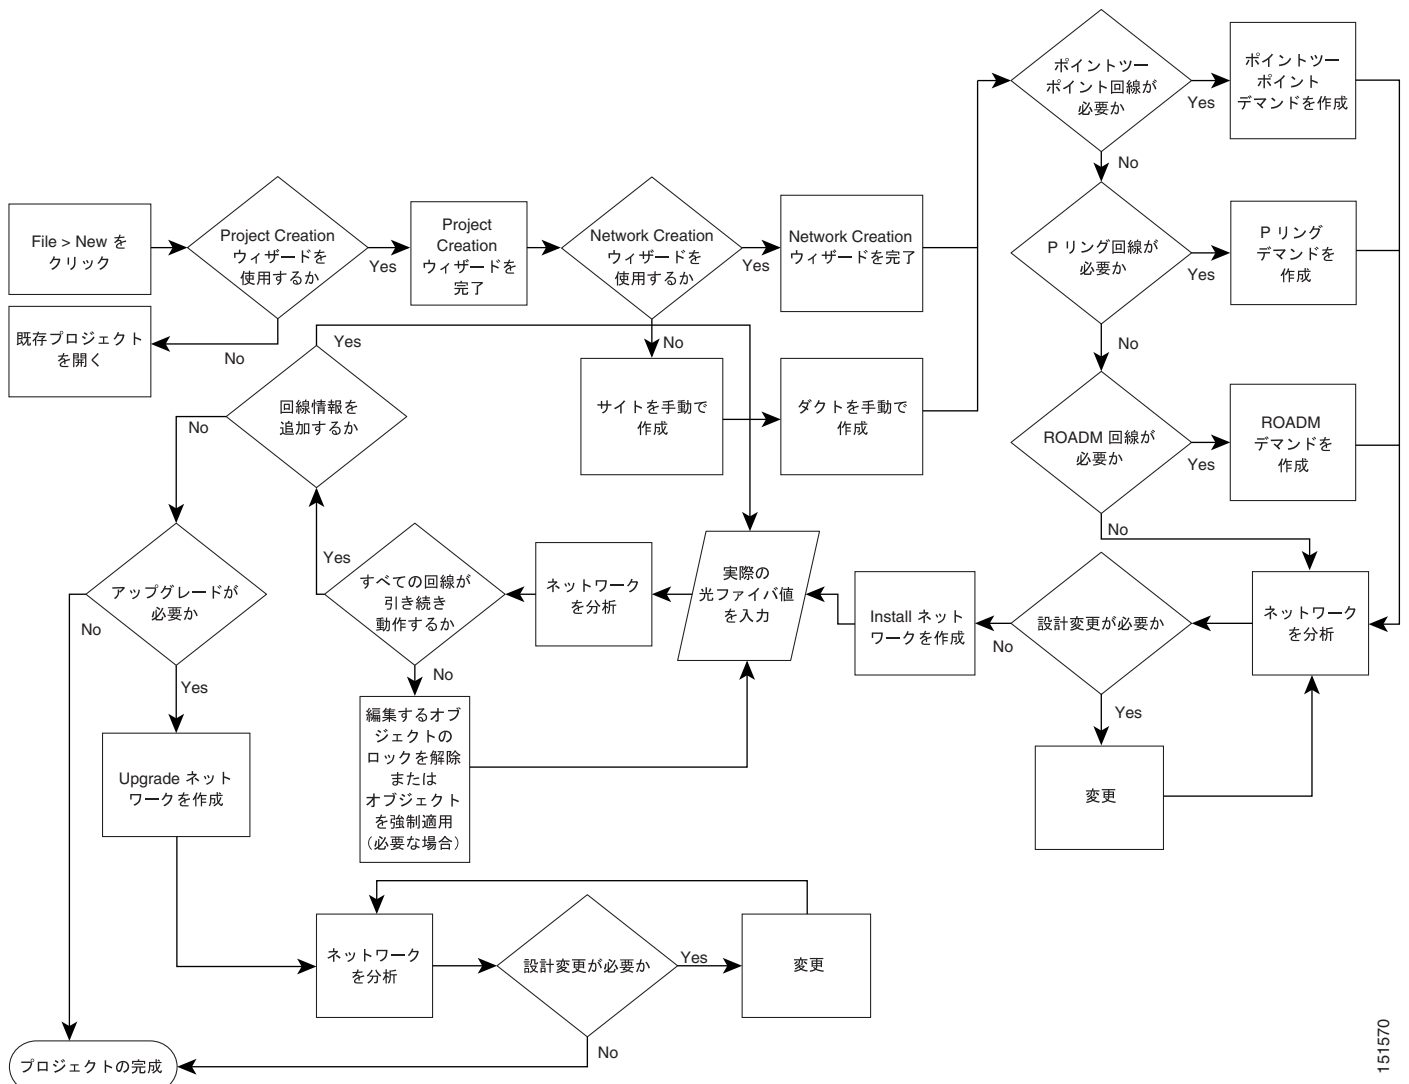 File > New を
クリック
Project Creation
ウィザードを
使用するか
Yes
No
既存プロジェクト
を開く
Project
Creation
ウィザードを
完了
Network Creation
ウィザードを
使用するか
Yes
No
Network Creation
ウィザードを完了
サイトを手動で
作成
ダクトを手動で
作成
ポイントツー
ポイント回線が
必要か
Yes
No
ポイントツー
ポイント
デマンドを作成
P リング回線が
必要か
Yes
No
P リング
デマンドを
作成
ROADM 回線が
必要か
Yes
No
ROADM
デマンドを
作成
ネットワーク
を分析
設計変更が必要か
No
Yes
変更
Install ネット
ワークを作成
実際の
光ファイバ値
を入力
ネットワーク
を分析
すべての回線が
引き続き
動作するか
Yes
No
編集するオブ
ジェクトの
ロックを解除
または
オブジェクト
を強制適用
（必要な場合）
回線情報を
追加するか
Yes
No
アップグレードが
必要か
No
Yes
Upgrade ネット
ワークを作成
ネットワーク
を分析
設計変更が必要か
Yes
No
変更
プロジェクトの完成
151570